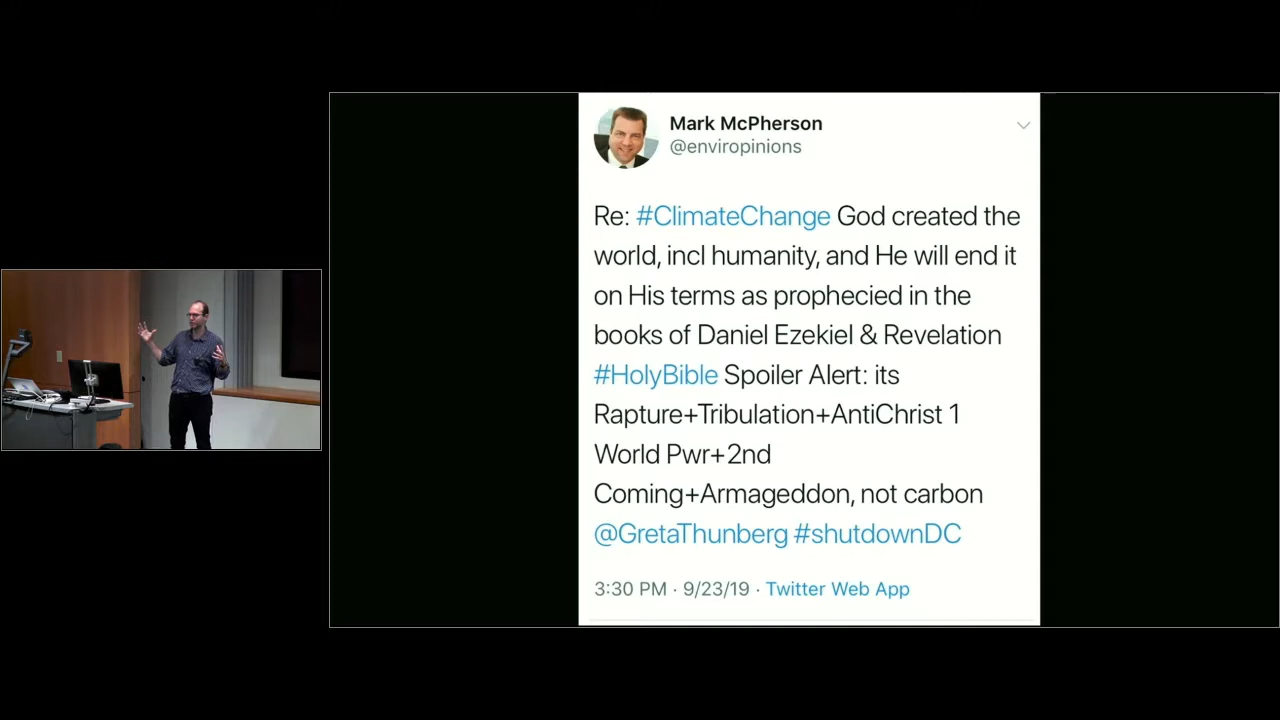 Mark McPherson
@enviropinions
Re: #ClimateChange God created the
world, incl humanity, and He will end it
on His terms as prophecied in the
books of Daniel Ezekiel & Revelation
#HolyBible Spoiler Alert: its
Rapture+Tribulation+AntiChrist 1
World Pwr+2nd
Coming+Armageddon, not carbon
@GretaThunberg #shutdownDC
3:30 PM · 9/23/19 · Twitter Web App